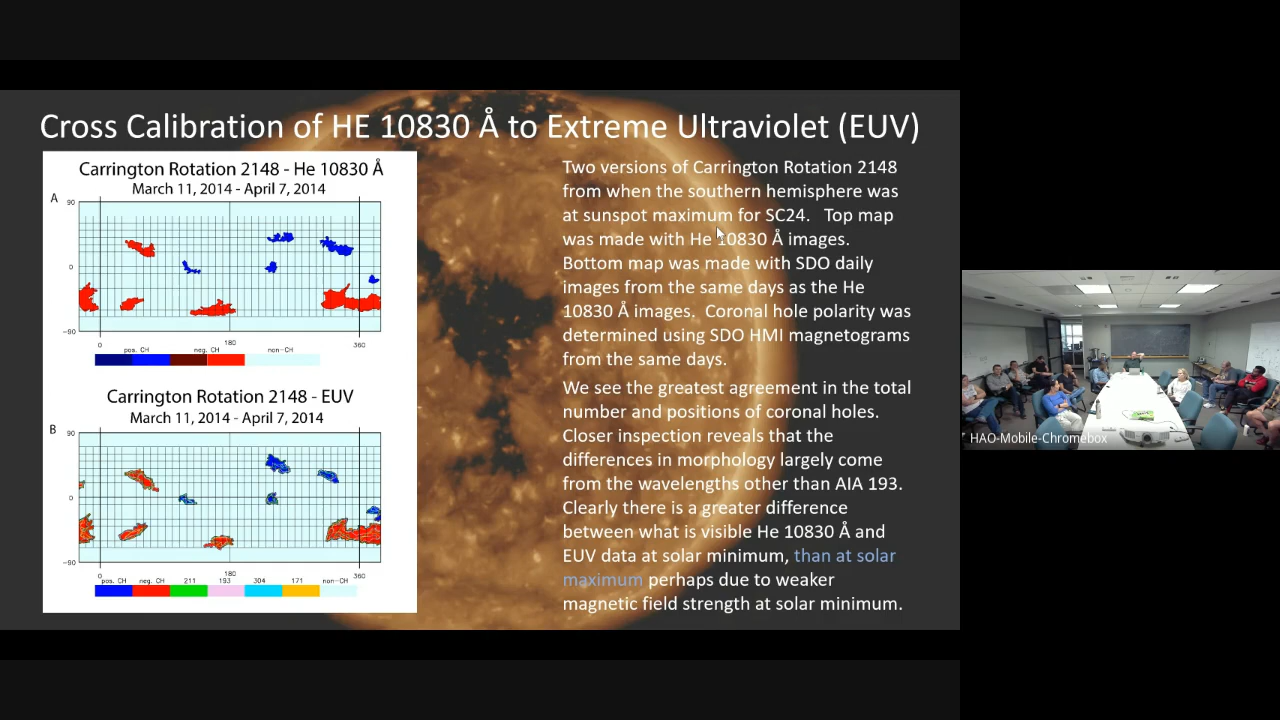 Cross Calibration of HE 10830 Å to Extreme Ultraviolet (EUV)
Carrington Rotation 2148 - He 10830 Å
March 11, 2014 - April 7, 2014
A
90
0
−90
0
180
360
pos. CH
neg. CH
non-CH
Carrington Rotation 2148 - EUV
March 11, 2014 - April 7, 2014
B
90
0
−90
0
180
360
pos. CH
neg. CH
211
193
304
171
non-CH
Two versions of Carrington Rotation 2148
from when the southern hemisphere was
at sunspot maximum for SC24. Top map
was made with He 10830 Å images.
Bottom map was made with SDO daily
images from the same days as the He
10830 Å images. Coronal hole polarity was
determined using SDO HMI magnetograms
from the same days.
We see the greatest agreement in the total
number and positions of coronal holes.
Closer inspection reveals that the
differences in morphology largely come
from the wavelengths other than AIA 193.
Clearly there is a greater difference
between what is visible He 10830 Å and
EUV data at solar minimum, than at solar
maximum perhaps due to weaker
magnetic field strength at solar minimum.
HAO-Mobile-Chromebox